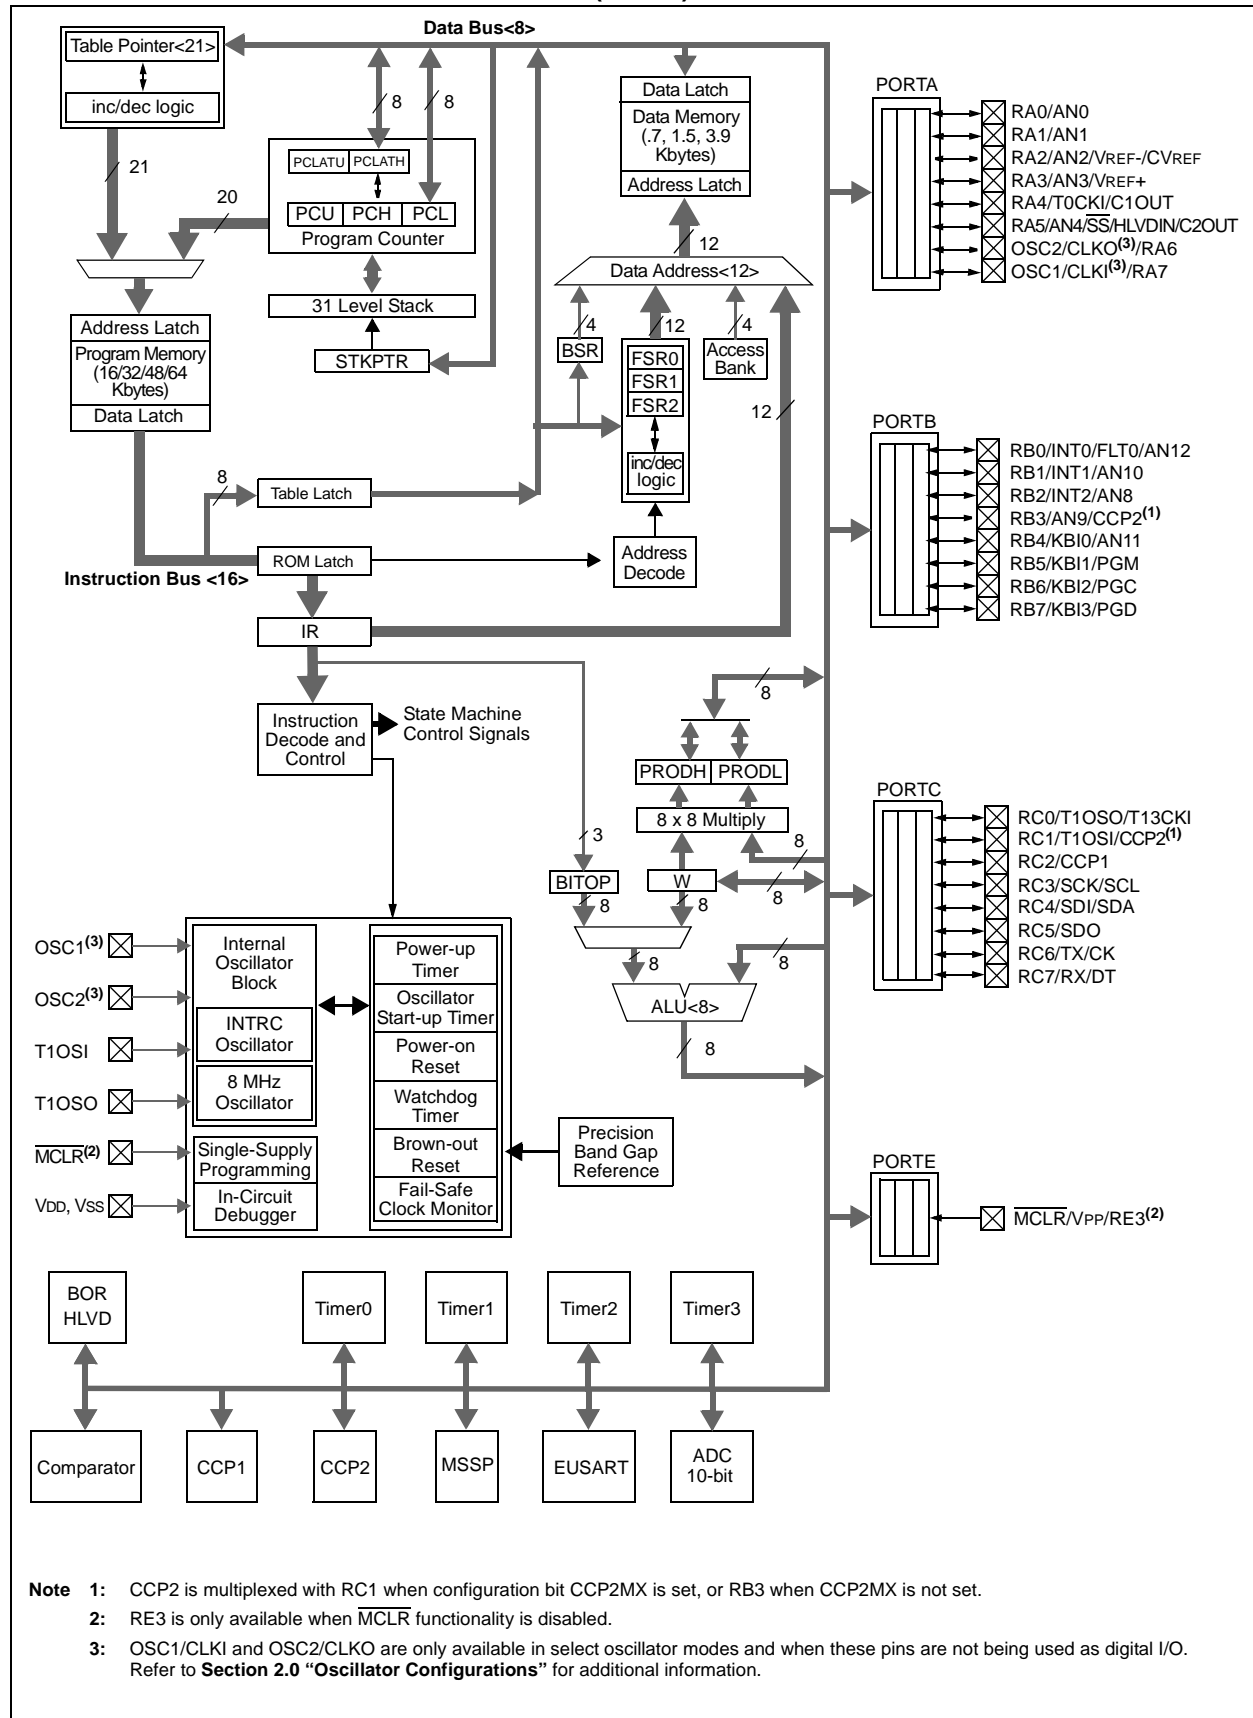 Data Bus<8>
Table Pointer<21>
inc/dec logic
21
20
8
8
PCLATU PCLATH
PCU PCH PCL
Program Counter
31 Level Stack
STKPTR
Address Latch
Program Memory
(16/32/48/64
Kbytes)
Data Latch
8
Table Latch
ROM Latch
Instruction Bus <16>
IR
Data Latch
Data Memory
(.7, 1.5, 3.9
Kbytes)
Address Latch
12
Data Address<12>
4
12
4
BSR
FSR0
FSR1
FSR2
inc/dec
logic
Access
Bank
12
Address
Decode
Instruction
Decode and
Control
State Machine
Control Signals
8
PRODH PRODL
8 x 8 Multiply
3
8
BITOP
W
8
8
8
8
8
ALU<8>
8
OSC1(3)
OSC2(3)
T1OSI
T1OSO
MCLR(2)
VDD, VSS
Internal
Oscillator
Block
INTRC
Oscillator
8 MHz
Oscillator
Single-Supply
Programming
In-Circuit
Debugger
Power-up
Timer
Oscillator
Start-up Timer
Power-on
Reset
Watchdog
Timer
Brown-out
Reset
Fail-Safe
Clock Monitor
Precision
Band Gap
Reference
PORTA
RA0/AN0
RA1/AN1
RA2/AN2/VREF-/CVREF
RA3/AN3/VREF+
RA4/T0CKI/C1OUT
RA5/AN4/SS/HLVDIN/C2OUT
OSC2/CLKO(3)/RA6
OSC1/CLKI(3)/RA7
PORTB
RB0/INT0/FLT0/AN12
RB1/INT1/AN10
RB2/INT2/AN8
RB3/AN9/CCP2(1)
RB4/KBI0/AN11
RB5/KBI1/PGM
RB6/KBI2/PGC
RB7/KBI3/PGD
PORTC
RC0/T1OSO/T13CKI
RC1/T1OSI/CCP2(1)
RC2/CCP1
RC3/SCK/SCL
RC4/SDI/SDA
RC5/SDO
RC6/TX/CK
RC7/RX/DT
PORTE
MCLR/VPP/RE3(2)
BOR
HLVD
Timer0
Timer1
Timer2
Timer3
Comparator
CCP1
CCP2
MSSP
EUSART
ADC
10-bit
Note 1: CCP2 is multiplexed with RC1 when configuration bit CCP2MX is set, or RB3 when CCP2MX is not set.
2: RE3 is only available when MCLR functionality is disabled.
3: OSC1/CLKI and OSC2/CLKO are only available in select oscillator modes and when these pins are not being used as digital I/O.
Refer to Section 2.0 “Oscillator Configurations” for additional information.